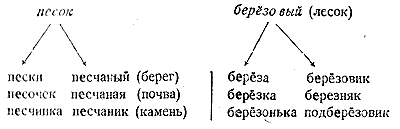 песок берёзовый (лесок)
пески песчаный (берег) берёза берёзовик
песочек песчаная (почва) берёзка березняк
песчинка песчаник (камень) берёзонька подберёзовик